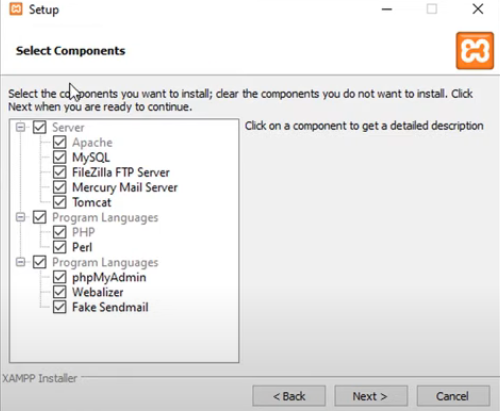 Setup
Select Components
Select the components you want to install; clear the components you do not want to install. Click
Next when you are ready to continue.
Server
Apache
MySQL
FileZilla FTP Server
Mercury Mail Server
Tomcat
Program Languages
PHP
Perl
Program Languages
phpMyAdmin
Webalizer
Fake Sendmail
Click on a component to get a detailed description
XAMPP Installer
< Back
Next >
Cancel